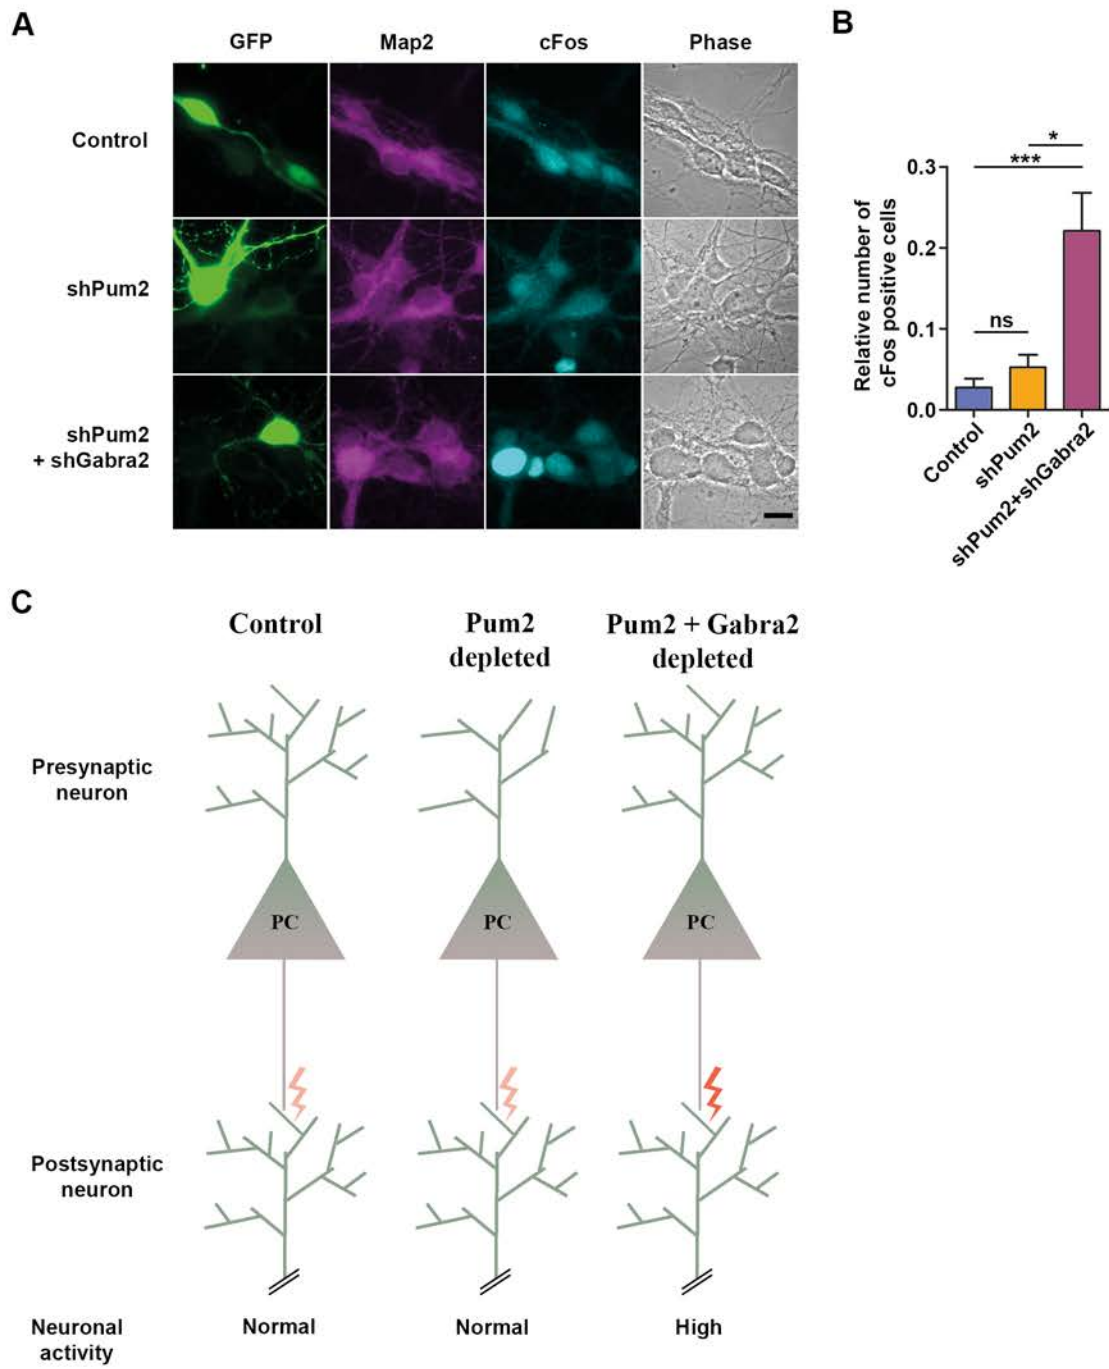 A
GFP
Map2
cFos
Phase
Control
shPum2
shPum2
+ shGabra2
B
Relative number of
cFos positive cells
0.3
0.2
0.1
0.0
*
***
ns
Control
shPum2
shPum2+shGabra2
C
Control
Pum2
depleted
Pum2 + Gabra2
depleted
Presynaptic
neuron
PC
PC
PC
Postsynaptic
neuron
Neuronal
activity
Normal
Normal
High